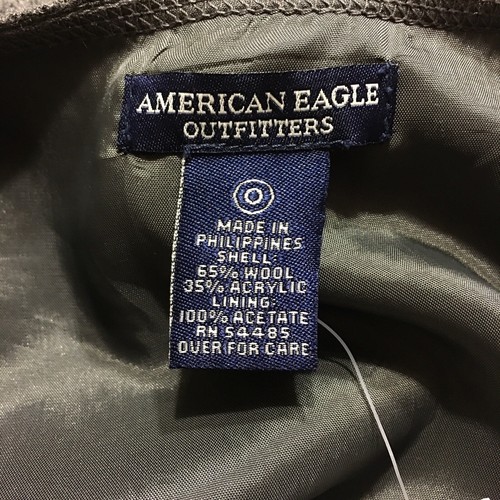 AMERICAN EAGLE
OUTFITTERS
0
MADE IN
PHILIPPINES
SHELL:
65% WOOL
35% ACRYLIC
LINING:
100% ACETATE
RN 54485
OVER FOR CARE